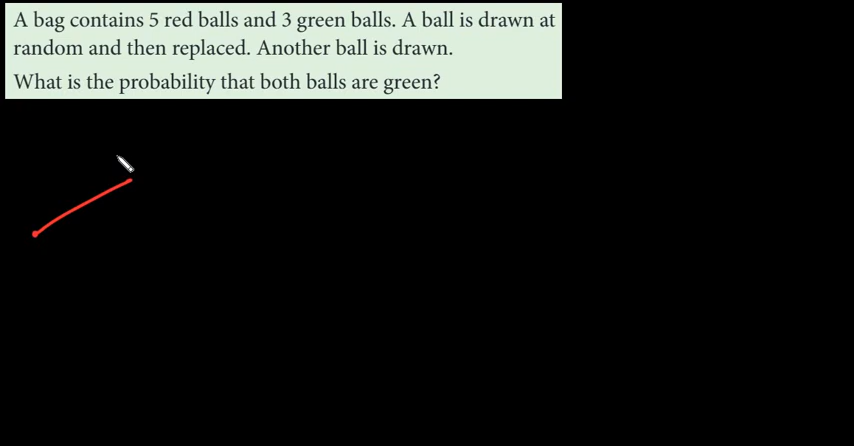 A bag contains 5 red balls and 3 green balls. A ball is drawn at
random and then replaced. Another ball is drawn.
What is the probability that both balls are green?